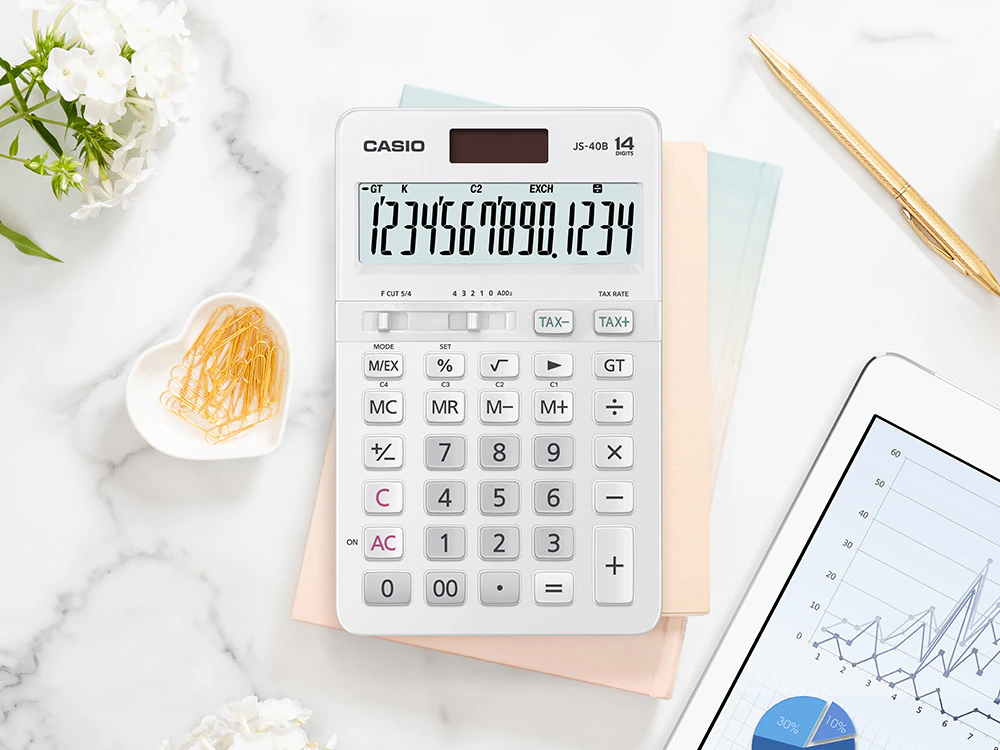 CASIO
JS-40B 14
DIGITS
-GT K C2 EXCH
1'234'567'890.1234
F CUT 5/4 4 3 2 1 0 ADD₂ TAX RATE
TAX− TAX+
MODE SET
M/EX % √ ► GT
C4 C3 C2 C1
MC MR M− M+ ÷
+/− 7 8 9 ×
C 4 5 6 −
ON AC 1 2 3 +
0 00 · =
60
50
40
30
20
10
0
1 2 3 4 5 6 7
30% 10%